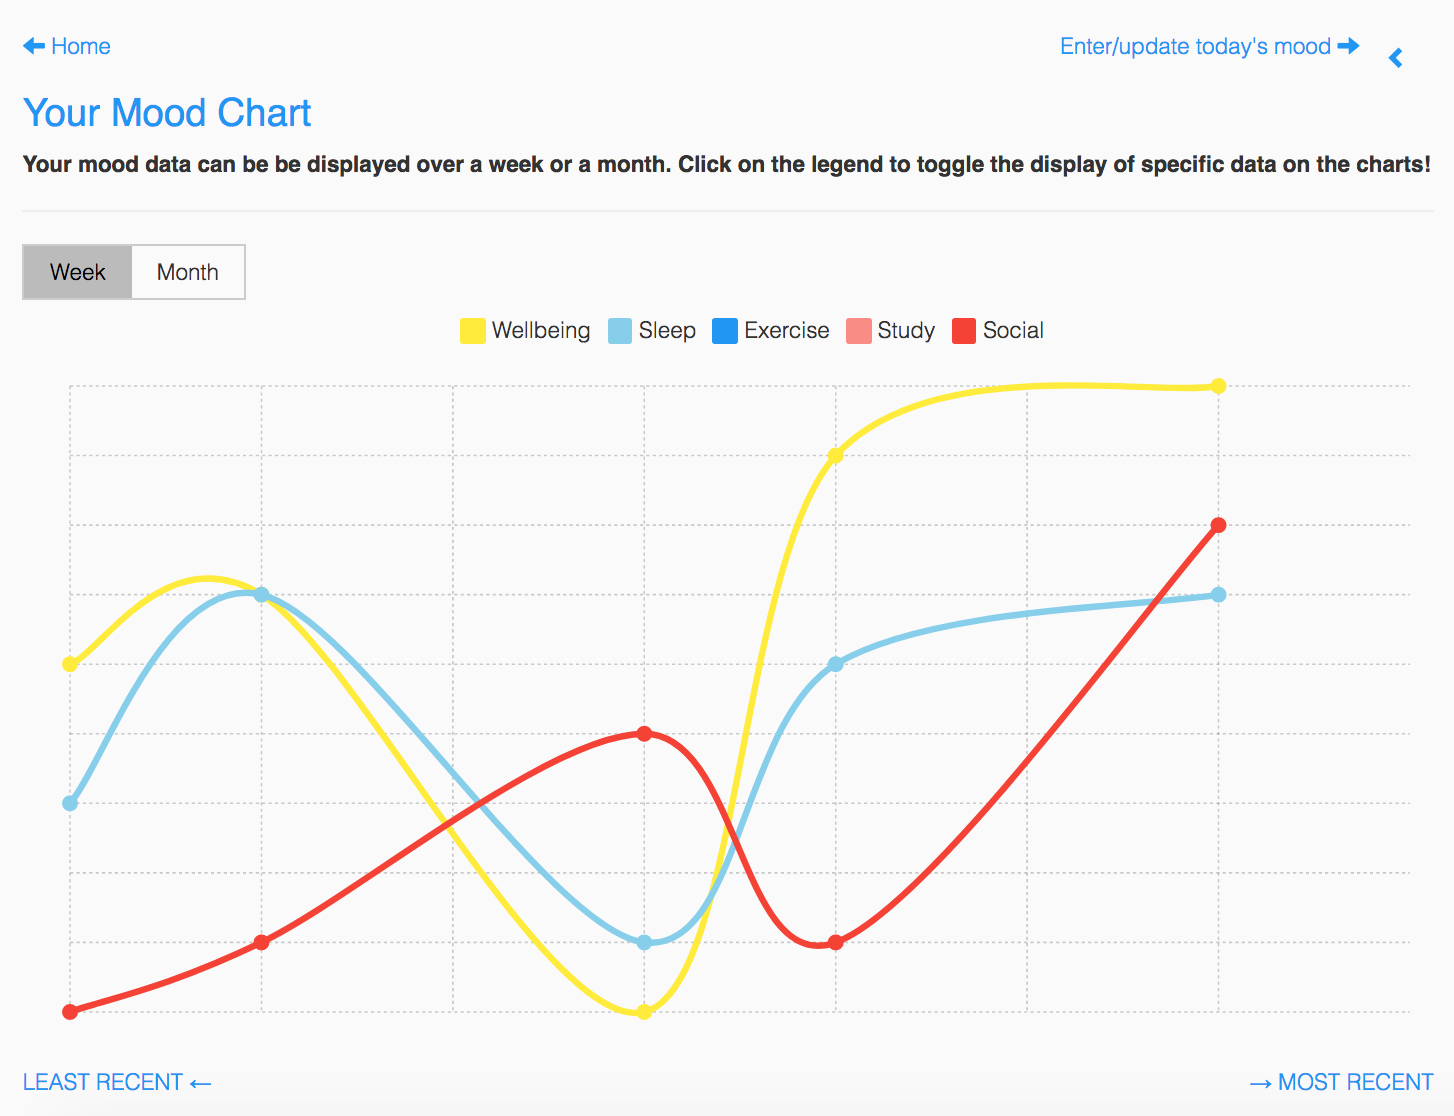 Home
Enter/update today's mood
Your Mood Chart
Your mood data can be be displayed over a week or a month. Click on the legend to toggle the display of specific data on the charts!
Week Month
Wellbeing Sleep Exercise Study Social
LEAST RECENT ←
→ MOST RECENT